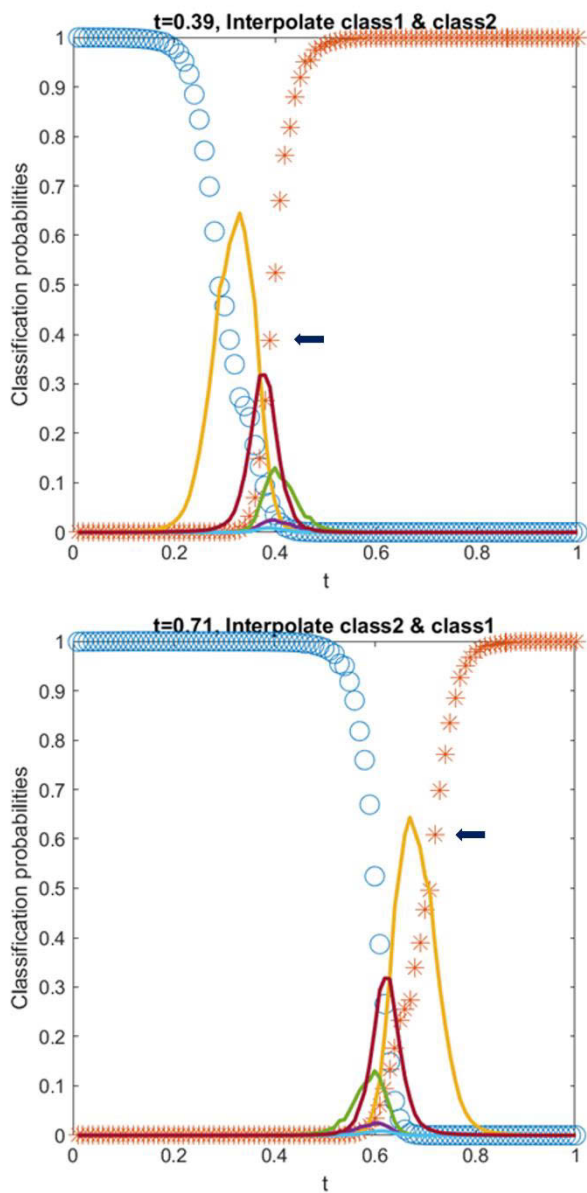 t=0.39, Interpolate class1 & class2
1
0.9
0.8
0.7
0.6
0.5
0.4
0.3
0.2
0.1
0
Classification probabilities
0 0.2 0.4 0.6 0.8 1
t
t=0.71, Interpolate class2 & class1
1
0.9
0.8
0.7
0.6
0.5
0.4
0.3
0.2
0.1
0
Classification probabilities
0 0.2 0.4 0.6 0.8 1
t